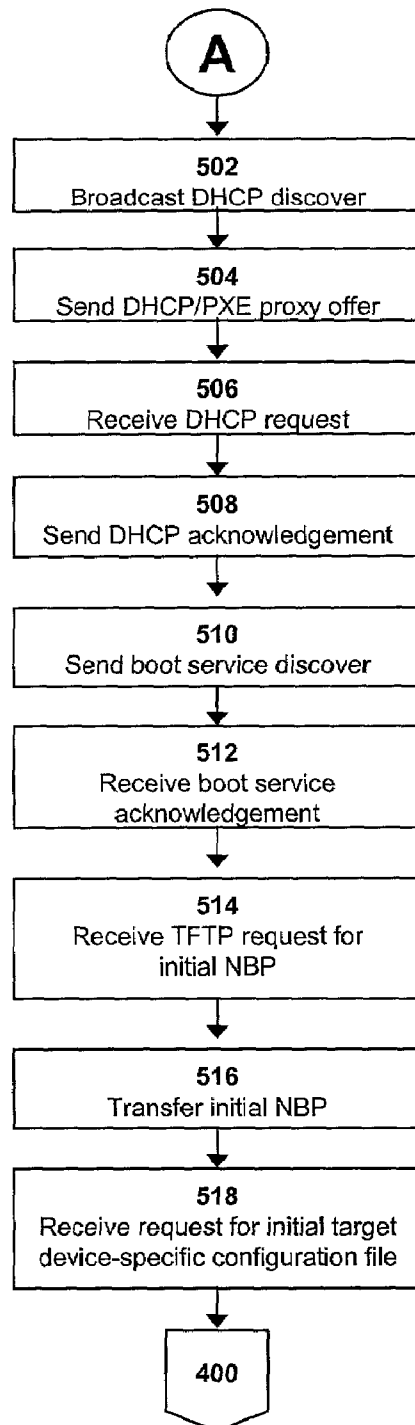 A
502
Broadcast DHCP discover
504
Send DHCP/PXE proxy offer
506
Receive DHCP request
508
Send DHCP acknowledgement
510
Send boot service discover
512
Receive boot service
acknowledgement
514
Receive TFTP request for
initial NBP
516
Transfer initial NBP
518
Receive request for initial target
device-specific configuration file
400